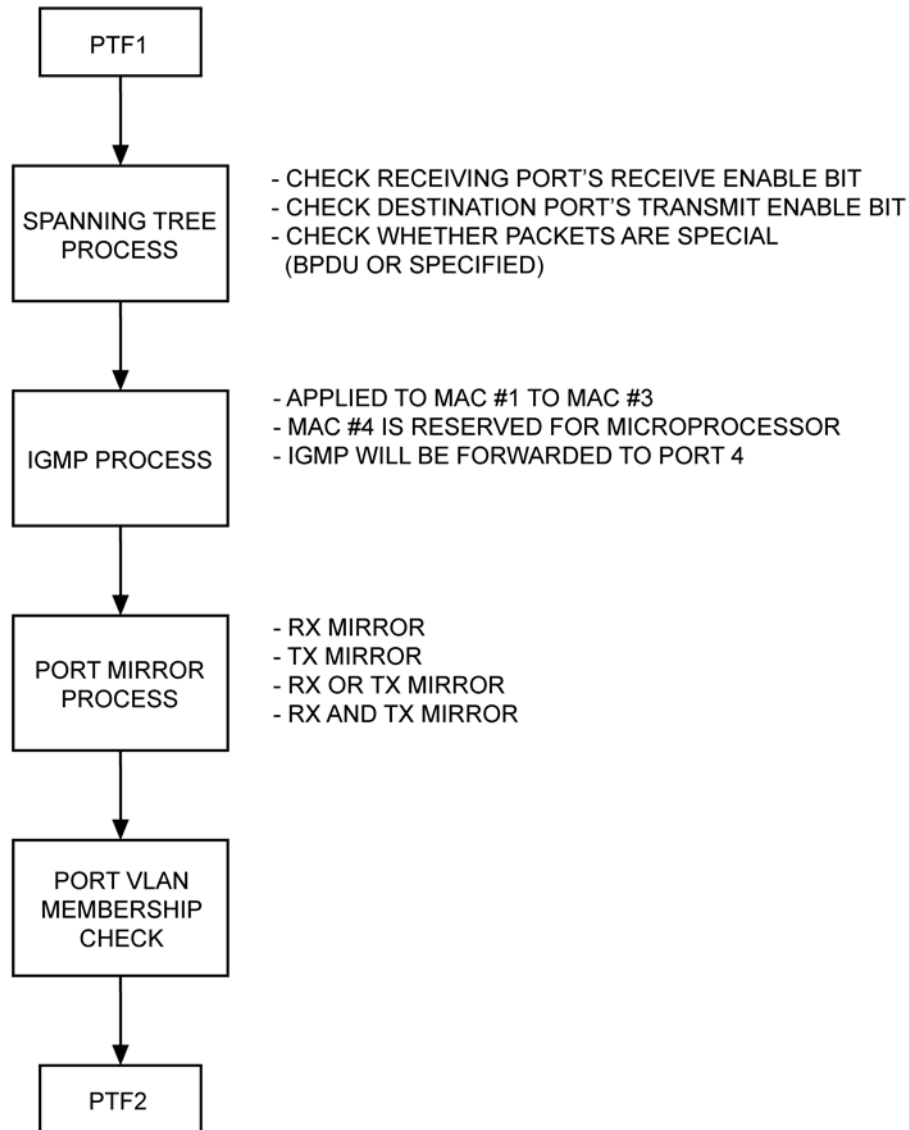 PTF1
SPANNING TREE
PROCESS
- CHECK RECEIVING PORT'S RECEIVE ENABLE BIT
- CHECK DESTINATION PORT'S TRANSMIT ENABLE BIT
- CHECK WHETHER PACKETS ARE SPECIAL
(BPDU OR SPECIFIED)
IGMP PROCESS
- APPLIED TO MAC #1 TO MAC #3
- MAC #4 IS RESERVED FOR MICROPROCESSOR
- IGMP WILL BE FORWARDED TO PORT 4
PORT MIRROR
PROCESS
- RX MIRROR
- TX MIRROR
- RX OR TX MIRROR
- RX AND TX MIRROR
PORT VLAN
MEMBERSHIP
CHECK
PTF2